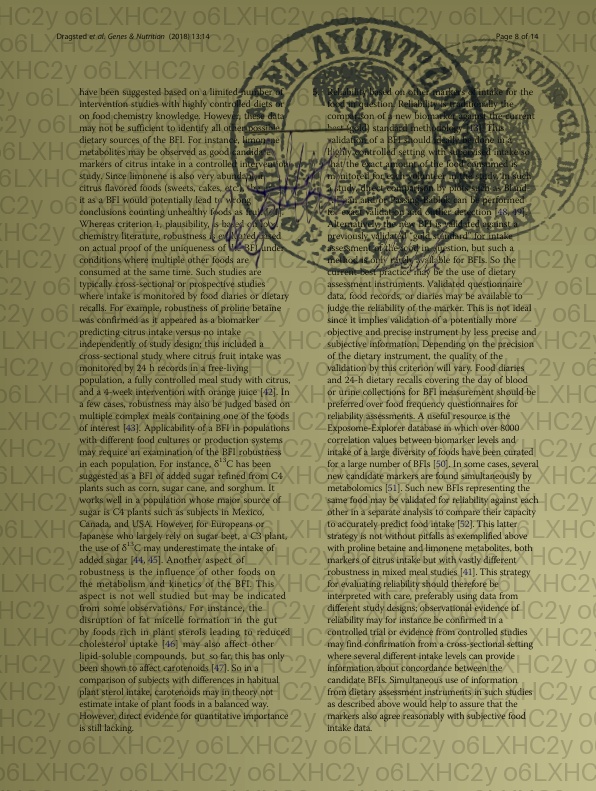 Dragsted et al. Genes & Nutrition (2018) 13:14
Page 8 of 14
have been suggested based on a limited number of
intervention studies with highly controlled diets or
on food chemistry knowledge. However, these data
may not be sufficient to identify all other possible
dietary sources of the BFI. For instance, limonene
metabolites may be observed as good candidate
markers of citrus intake in a controlled intervention
study. Since limonene is also very abundant in
citrus flavored foods (sweets, cakes, etc.),
it as a BFI would potentially lead to wrong
conclusions counting unhealthy foods as
Whereas criterion 1, plausibility, is based on
chemistry literature, robustness is based
on actual proof of the uniqueness of the BFI under
conditions where multiple other foods are
consumed at the same time. Such studies are
typically cross-sectional or prospective studies
where intake is monitored by food diaries or dietary
recalls. For example, robustness of proline betaine
was confirmed as it appeared as a biomarker
predicting citrus intake versus no intake
independently of study design; this included a
cross-sectional study where citrus fruit intake was
monitored by 24 h records in a free-living
population, a fully controlled meal study with citrus,
and a 4-week intervention with orange juice [42]. In
a few cases, robustness may also be judged based on
multiple complex meals containing one of the foods
of interest [43]. Applicability of a BFI in populations
with different food cultures or production systems
may require an examination of the BFI robustness
in each population. For instance, δ13C has been
suggested as a BFI of added sugar refined from C4
plants such as corn, sugar cane, and sorghum. It
works well in a population whose major source of
sugar is C4 plants such as subjects in Mexico,
Canada, and USA. However, for Europeans or
Japanese who largely rely on sugar beet, a C3 plant,
the use of δ13C may underestimate the intake of
added sugar [44, 45]. Another aspect of
robustness is the influence of other foods on
the metabolism and kinetics of the BFI. This
aspect is not well studied but may be indicated
from some observations. For instance, the
disruption of fat micelle formation in the gut
by foods rich in plant sterols leading to reduced
cholesterol uptake [46] may also affect other
lipid-soluble compounds, but so far, this has only
been shown to affect carotenoids [47]. So in a
comparison of subjects with differences in habitual
plant sterol intake, carotenoids may in theory not
estimate intake of plant foods in a balanced way.
However, direct evidence for quantitative importance
is still lacking.
Reliability based on other markers of intake for the
food in question. Reliability is traditionally the
comparison of a new biomarker against the current
best (gold) standard methodology This
validation of a BFI should be done in a
highly controlled setting with intake so
that the exact amount of the food consumed is
monitored for each volunteer In such
a study, direct comparison by plots such as Bland
and can be performed
for exact validation and outlier detection [48, 49].
Alternatively the new BFI is validated against a
previously validated "gold standard" for intake
assessment of the food in question, but such a
method is only rarely available for BFIs. So the
current best practice may be the use of dietary
assessment instruments. Validated questionnaire
data, food records, or diaries may be available to
judge the reliability of the marker. This is not ideal
since it implies validation of a potentially more
objective and precise instrument by less precise and
subjective information. Depending on the precision
of the dietary instrument, the quality of the
validation by this criterion will vary. Food diaries
and 24-h dietary recalls covering the day of blood
or urine collections for BFI measurement should be
preferred over food frequency questionnaires for
reliability assessments. A useful resource is the
Exposome-Explorer database in which over 8000
correlation values between biomarker levels and
intake of a large diversity of foods have been curated
for a large number of BFIs [50]. In some cases, several
new candidate markers are found simultaneously by
metabolomics [51]. Such new BFIs representing the
same food may be validated for reliability against each
other in a separate analysis to compare their capacity
to accurately predict food intake [52]. This latter
strategy is not without pitfalls as exemplified above
with proline betaine and limonene metabolites, both
markers of citrus intake but with vastly different
robustness in mixed meal studies [41]. This strategy
for evaluating reliability should therefore be
interpreted with care, preferably using data from
different study designs; observational evidence of
reliability may for instance be confirmed in a
controlled trial or evidence from controlled studies
may find confirmation from a cross-sectional setting
where several different intake levels can provide
information about concordance between the
candidate BFIs. Simultaneous use of information
from dietary assessment instruments in such studies
as described above would help to assure that the
markers also agree reasonably with subjective food
intake data.